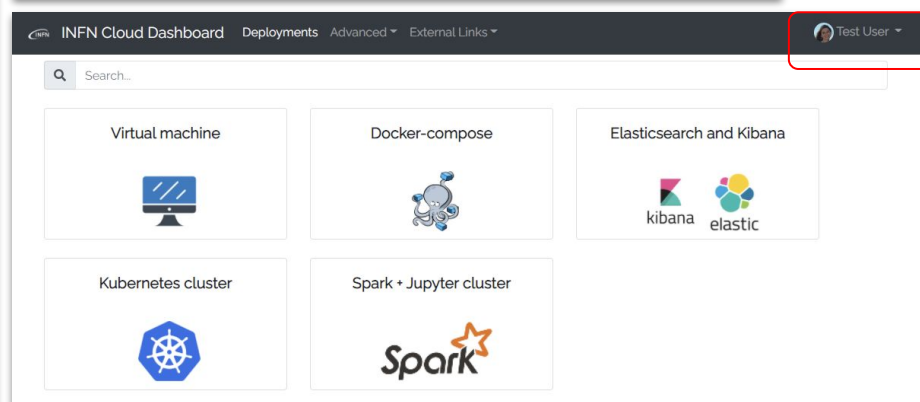 INFN INFN Cloud Dashboard Deployments Advanced External Links Test User
Search...
Virtual machine
Docker-compose
Elasticsearch and Kibana
kibana
elastic
Kubernetes cluster
Spark + Jupyter cluster
Spark